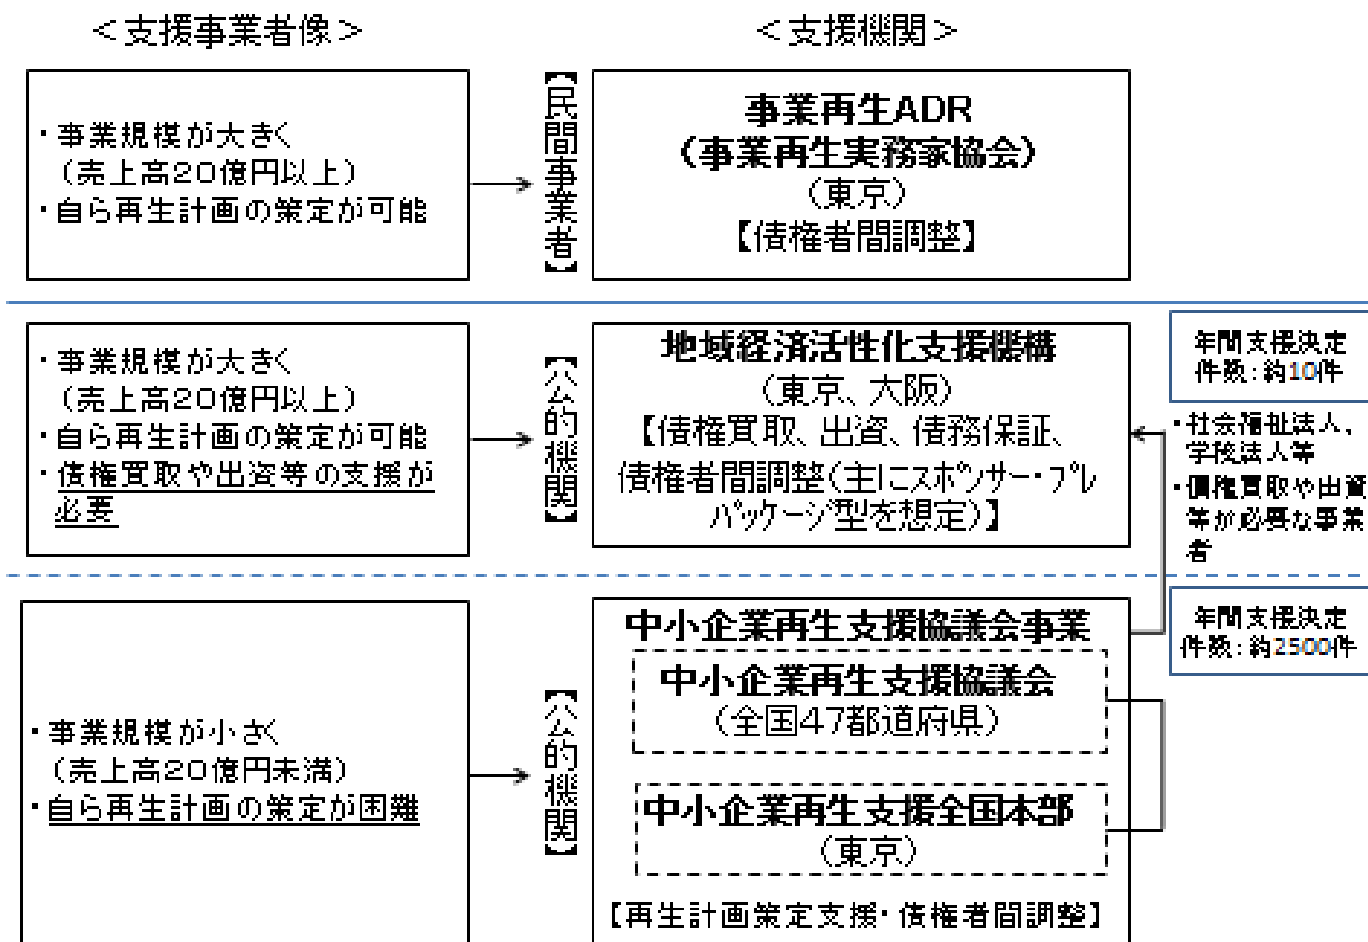 ＜支援事業者像＞
＜支援機関＞
・事業規模が大きく
（売上高20億円以上）
・自ら再生計画の策定が可能
【民間事業者】
事業再生ADR
（事業再生実務家協会）
（東京）
【債権者間調整】
・事業規模が大きく
（売上高20億円以上）
・自ら再生計画の策定が可能
・債権買取や出資等の支援が
必要
【公的機関】
地域経済活性化支援機構
（東京、大阪）
【債権買取、出資、債務保証、
債権者間調整（主にスポンサー・プレ
パッケージ型を想定）】
年間支援決定
件数：約10件
・社会福祉法人、
学校法人等
・債権買取や出資
等が必要な事業
者
・事業規模が小さく
（売上高20億円未満）
・自ら再生計画の策定が困難
【公的機関】
中小企業再生支援協議会事業
中小企業再生支援協議会
（全国47都道府県）
中小企業再生支援全国本部
（東京）
【再生計画策定支援・債権者間調整】
年間支援決定
件数：約2500件